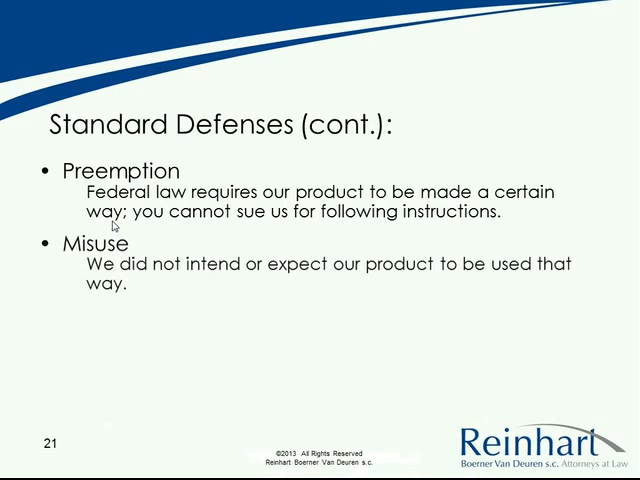 Standard Defenses (cont.):
• Preemption
Federal law requires our product to be made a certain
way; you cannot sue us for following instructions.
• Misuse
We did not intend or expect our product to be used that
way.
21
©2013 All Rights Reserved
Reinhart Boerner Van Deuren s.c.
Reinhart
Boerner Van Deuren s.c. Attorneys at Law